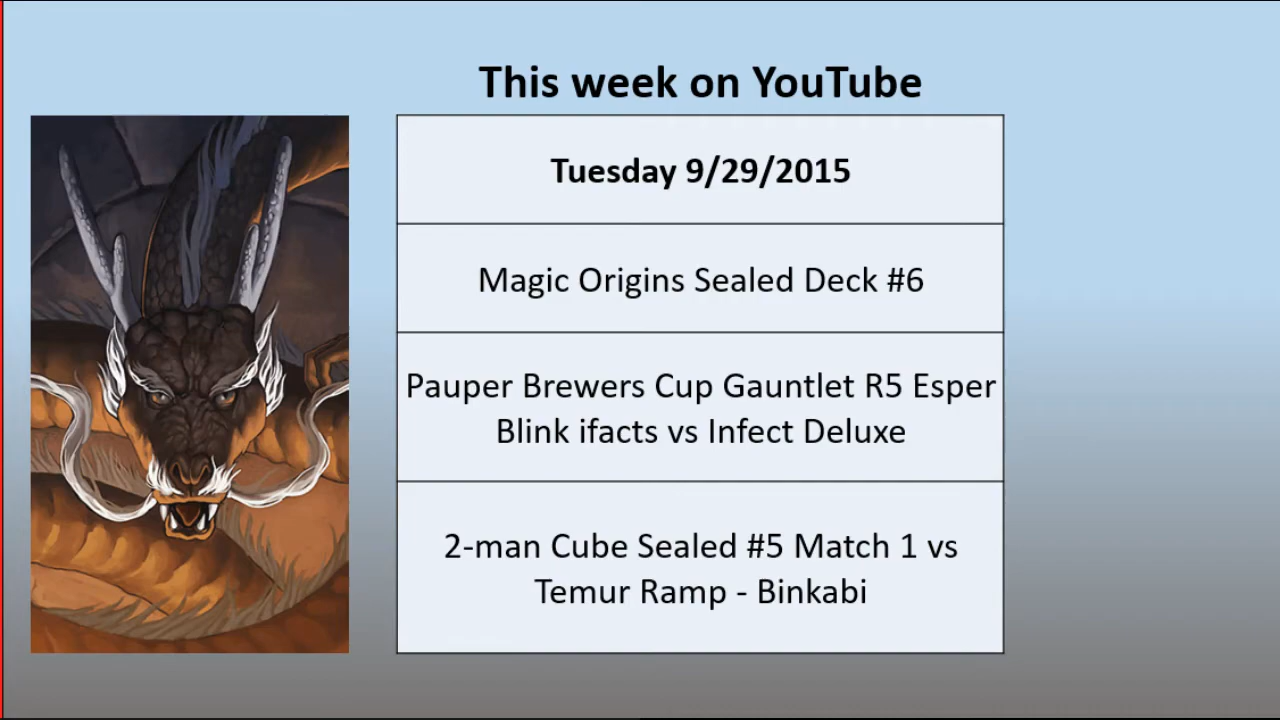 This week on YouTube
Tuesday 9/29/2015
Magic Origins Sealed Deck #6
Pauper Brewers Cup Gauntlet R5 Esper
Blink ifacts vs Infect Deluxe
2-man Cube Sealed #5 Match 1 vs
Temur Ramp - Binkabi